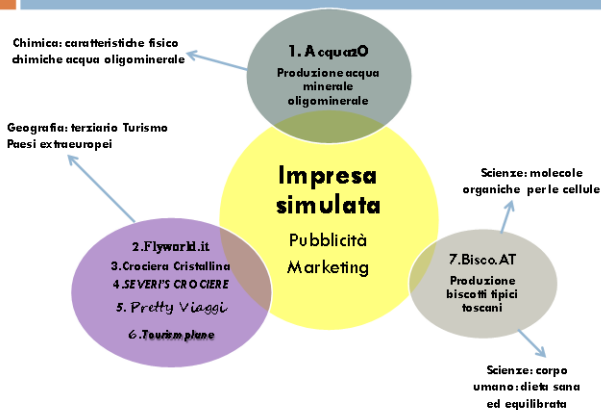 Chimica: caratteristiche fisico
chimiche acqua oligominerale
1. Acqua2O
Produzione acqua
minerale
oligominerale
Geografia: terziario Turismo
Paesi extraeuropei
Impresa
simulata
Pubblicità
Marketing
Scienze: molecole
organiche per le cellule
2.Flyworld.it
3.Crociera Cristallina
4.SEVERI'S CROCIERE
5. Pretty Viaggi
6.Tourism plane
7.Bisco.AT
Produzione
biscotti tipici
toscani
Scienze: corpo
umano: dieta sana
ed equilibrata